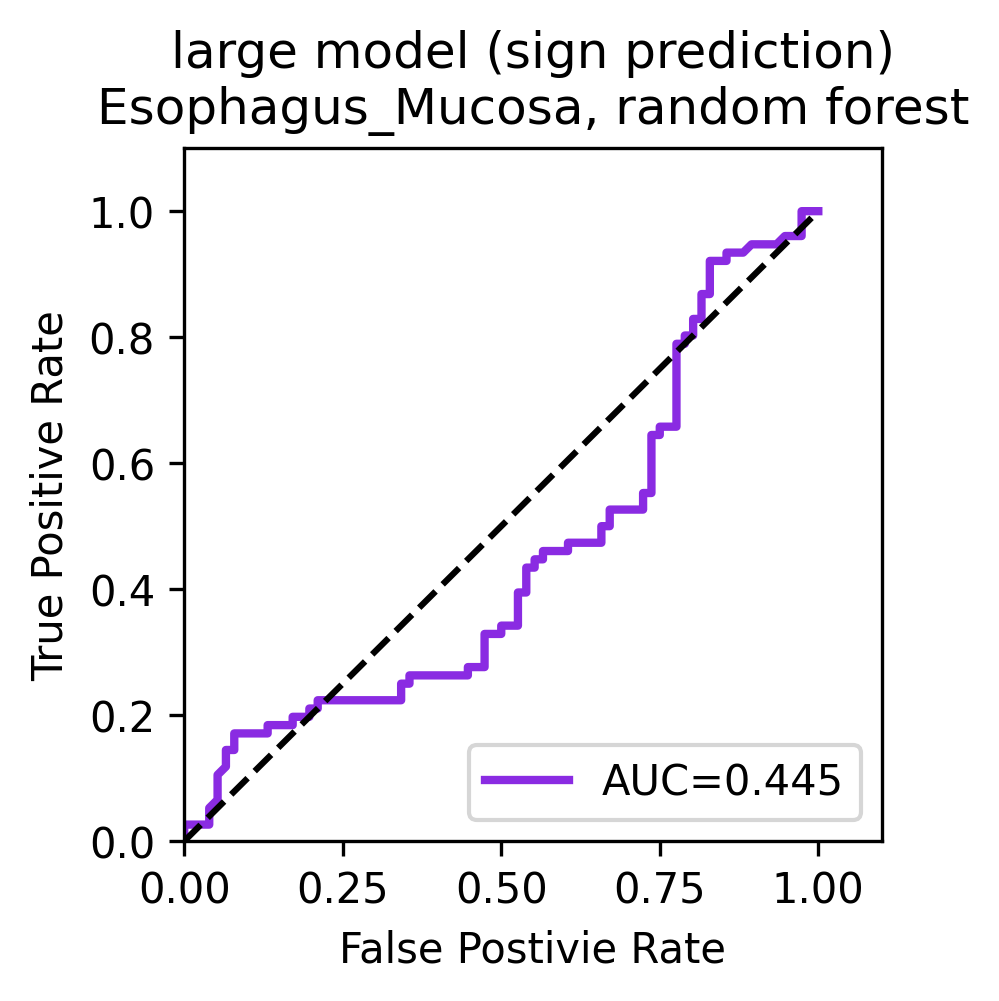 large model (sign prediction)
Esophagus_Mucosa, random forest
1.0
0.8
0.6
0.4
0.2
0.0
True Positive Rate
AUC=0.445
0.00 0.25 0.50 0.75 1.00
False Postivie Rate